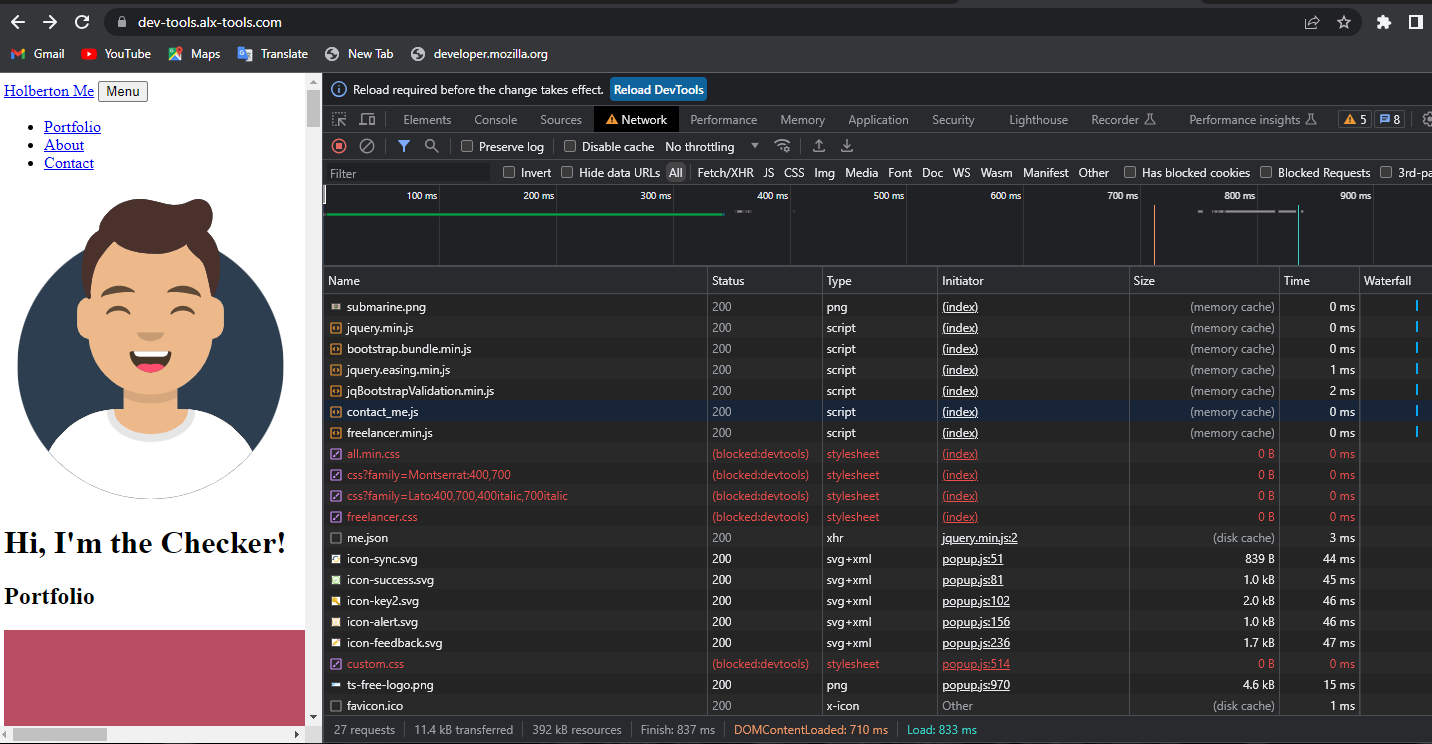 dev-tools.alx-tools.com
Gmail YouTube Maps Translate New Tab developer.mozilla.org
Holberton Me Menu
Portfolio
About
Contact
Hi, I'm the Checker!
Portfolio
Reload required before the change takes effect. Reload DevTools
Elements Console Sources Network Performance Memory Application Security Lighthouse Recorder Performance insights 5 8
Preserve log Disable cache No throttling
Filter Invert Hide data URLs All Fetch/XHR JS CSS Img Media Font Doc WS Wasm Manifest Other Has blocked cookies Blocked Requests 3rd-pa
100 ms 200 ms 300 ms 400 ms 500 ms 600 ms 700 ms 800 ms 900 ms
Name Status Type Initiator Size Time Waterfall
submarine.png 200 png (index) (memory cache) 0 ms
jquery.min.js 200 script (index) (memory cache) 0 ms
bootstrap.bundle.min.js 200 script (index) (memory cache) 0 ms
jquery.easing.min.js 200 script (index) (memory cache) 1 ms
jqBootstrapValidation.min.js 200 script (index) (memory cache) 2 ms
contact_me.js 200 script (index) (memory cache) 0 ms
freelancer.min.js 200 script (index) (memory cache) 0 ms
all.min.css (blocked:devtools) stylesheet (index) 0 B 0 ms
css?family=Montserrat:400,700 (blocked:devtools) stylesheet (index) 0 B 0 ms
css?family=Lato:400,700,400italic,700italic (blocked:devtools) stylesheet (index) 0 B 0 ms
freelancer.css (blocked:devtools) stylesheet (index) 0 B 0 ms
me.json 200 xhr jquery.min.js:2 (disk cache) 3 ms
icon-sync.svg 200 svg+xml popup.js:51 839 B 44 ms
icon-success.svg 200 svg+xml popup.js:81 1.0 kB 45 ms
icon-key2.svg 200 svg+xml popup.js:102 2.0 kB 46 ms
icon-alert.svg 200 svg+xml popup.js:156 1.0 kB 46 ms
icon-feedback.svg 200 svg+xml popup.js:236 1.7 kB 47 ms
custom.css (blocked:devtools) stylesheet popup.js:514 0 B 0 ms
ts-free-logo.png 200 png popup.js:970 4.6 kB 15 ms
favicon.ico 200 x-icon Other (disk cache) 1 ms
27 requests 11.4 kB transferred 392 kB resources Finish: 837 ms DOMContentLoaded: 710 ms Load: 833 ms